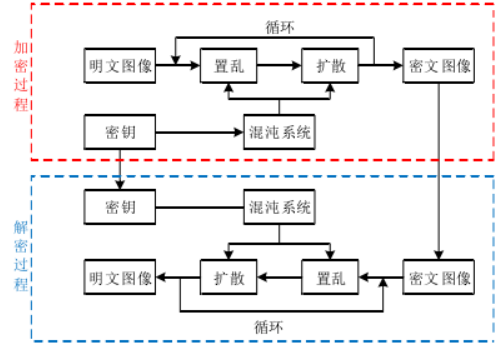 加密过程
循环
明文图像
置乱
扩散
密文图像
密钥
混沌系统
解密过程
密钥
混沌系统
明文图像
扩散
置乱
密文图像
循环